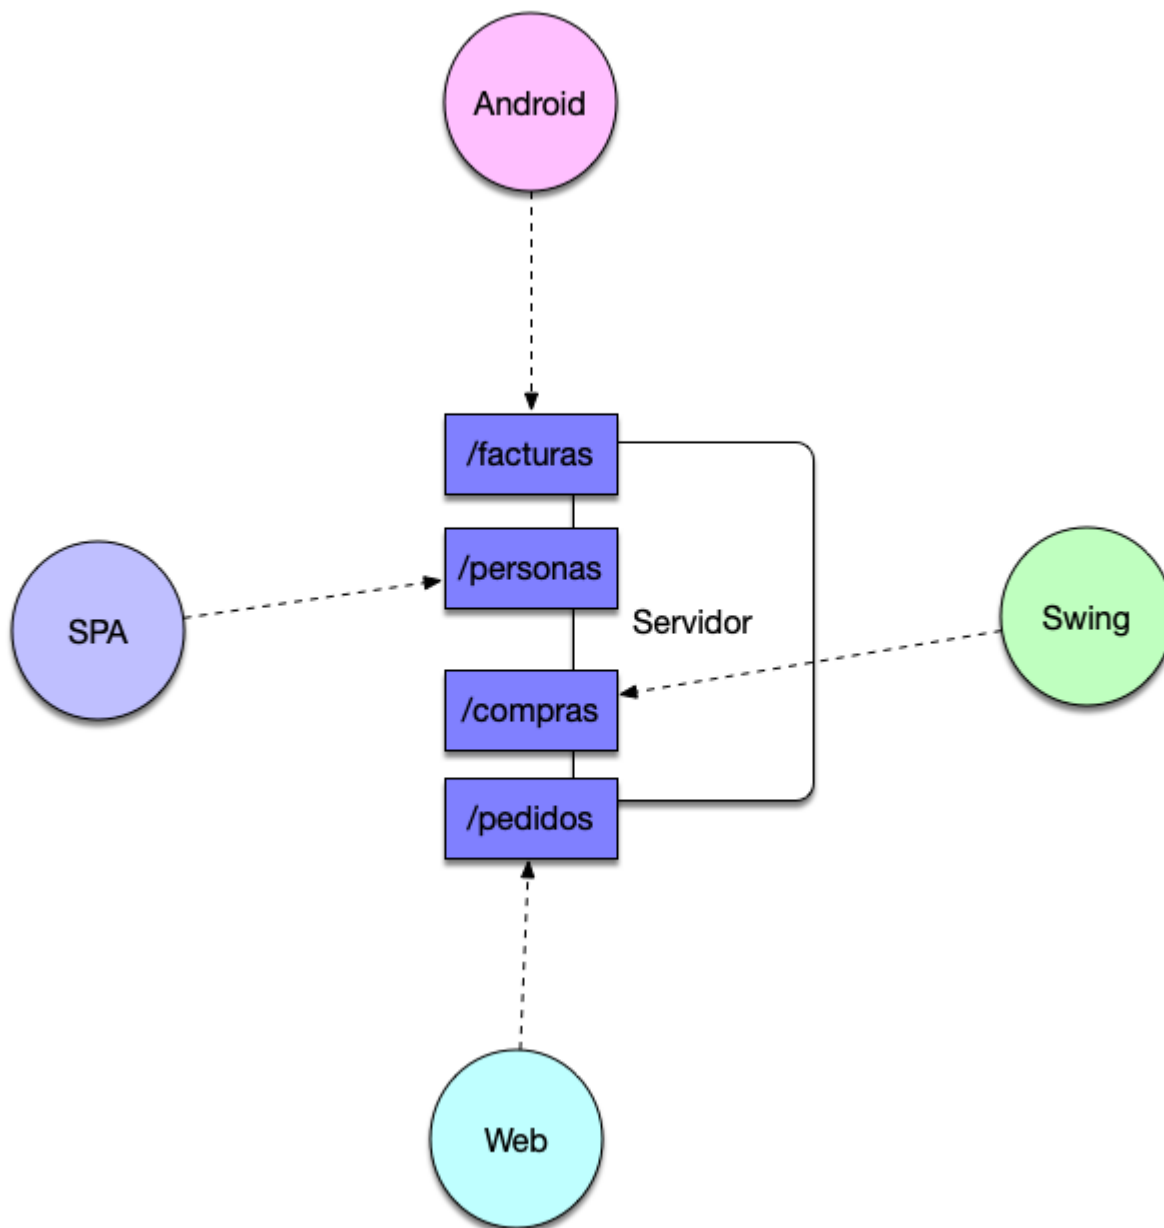 Android
/facturas
/personas
SPA
Servidor
Swing
/compras
/pedidos
Web